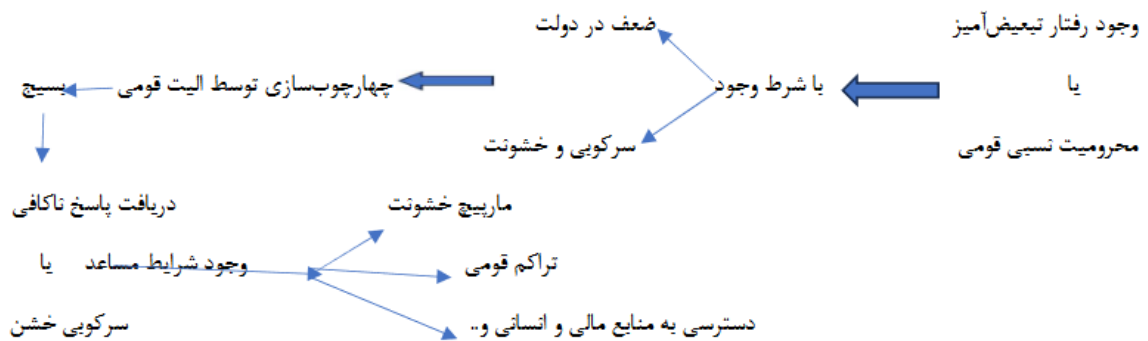 وجود رفتار تبعیض‌آمیز
یا
محرومیت نسبی قومی
با شرط وجود
ضعف در دولت
سرکوبی و خشونت
چهارچوب‌سازی توسط الیت قومی
بسیج
دریافت پاسخ ناکافی
یا
سرکوبی خشن
وجود شرایط مساعد
مارپیچ خشونت
تراکم قومی
دسترسی به منابع مالی و انسانی و..